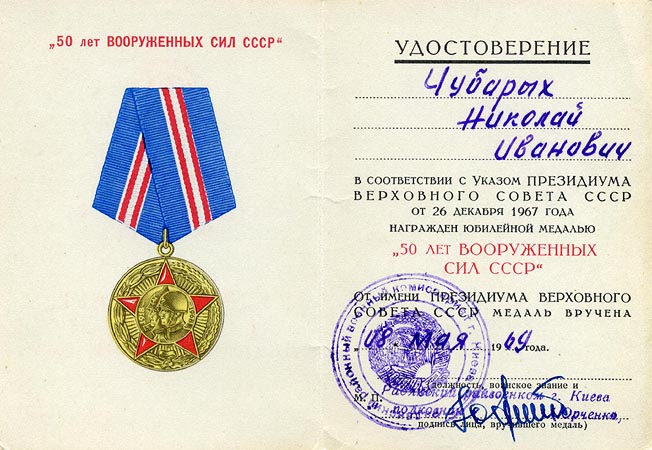 „50 лет ВООРУЖЕННЫХ СИЛ СССР“
УДОСТОВЕРЕНИЕ
Чубарых
Николай
Иванович
В СООТВЕТСТВИИ С УКАЗОМ ПРЕЗИДИУМА
ВЕРХОВНОГО СОВЕТА СССР
ОТ 26 ДЕКАБРЯ 1967 ГОДА
НАГРАЖДЕН ЮБИЛЕЙНОЙ МЕДАЛЬЮ
„50 ЛЕТ ВООРУЖЕННЫХ
СИЛ СССР“
ОТ ИМЕНИ ПРЕЗИДИУМА ВЕРХОВНОГО
СОВЕТА СССР МЕДАЛЬ ВРУЧЕНА
„08“ мая 1969 года.
(должность, воинское звание и
райвоенком г. Киева
М. П.
полковник
подпись лица, вручившего медаль)